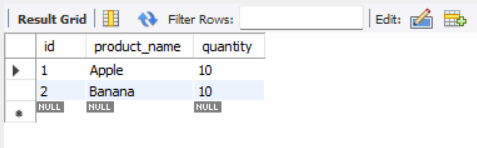 Result Grid Filter Rows: Edit:
id product_name quantity
1 Apple 10
2 Banana 10
NULL NULL NULL